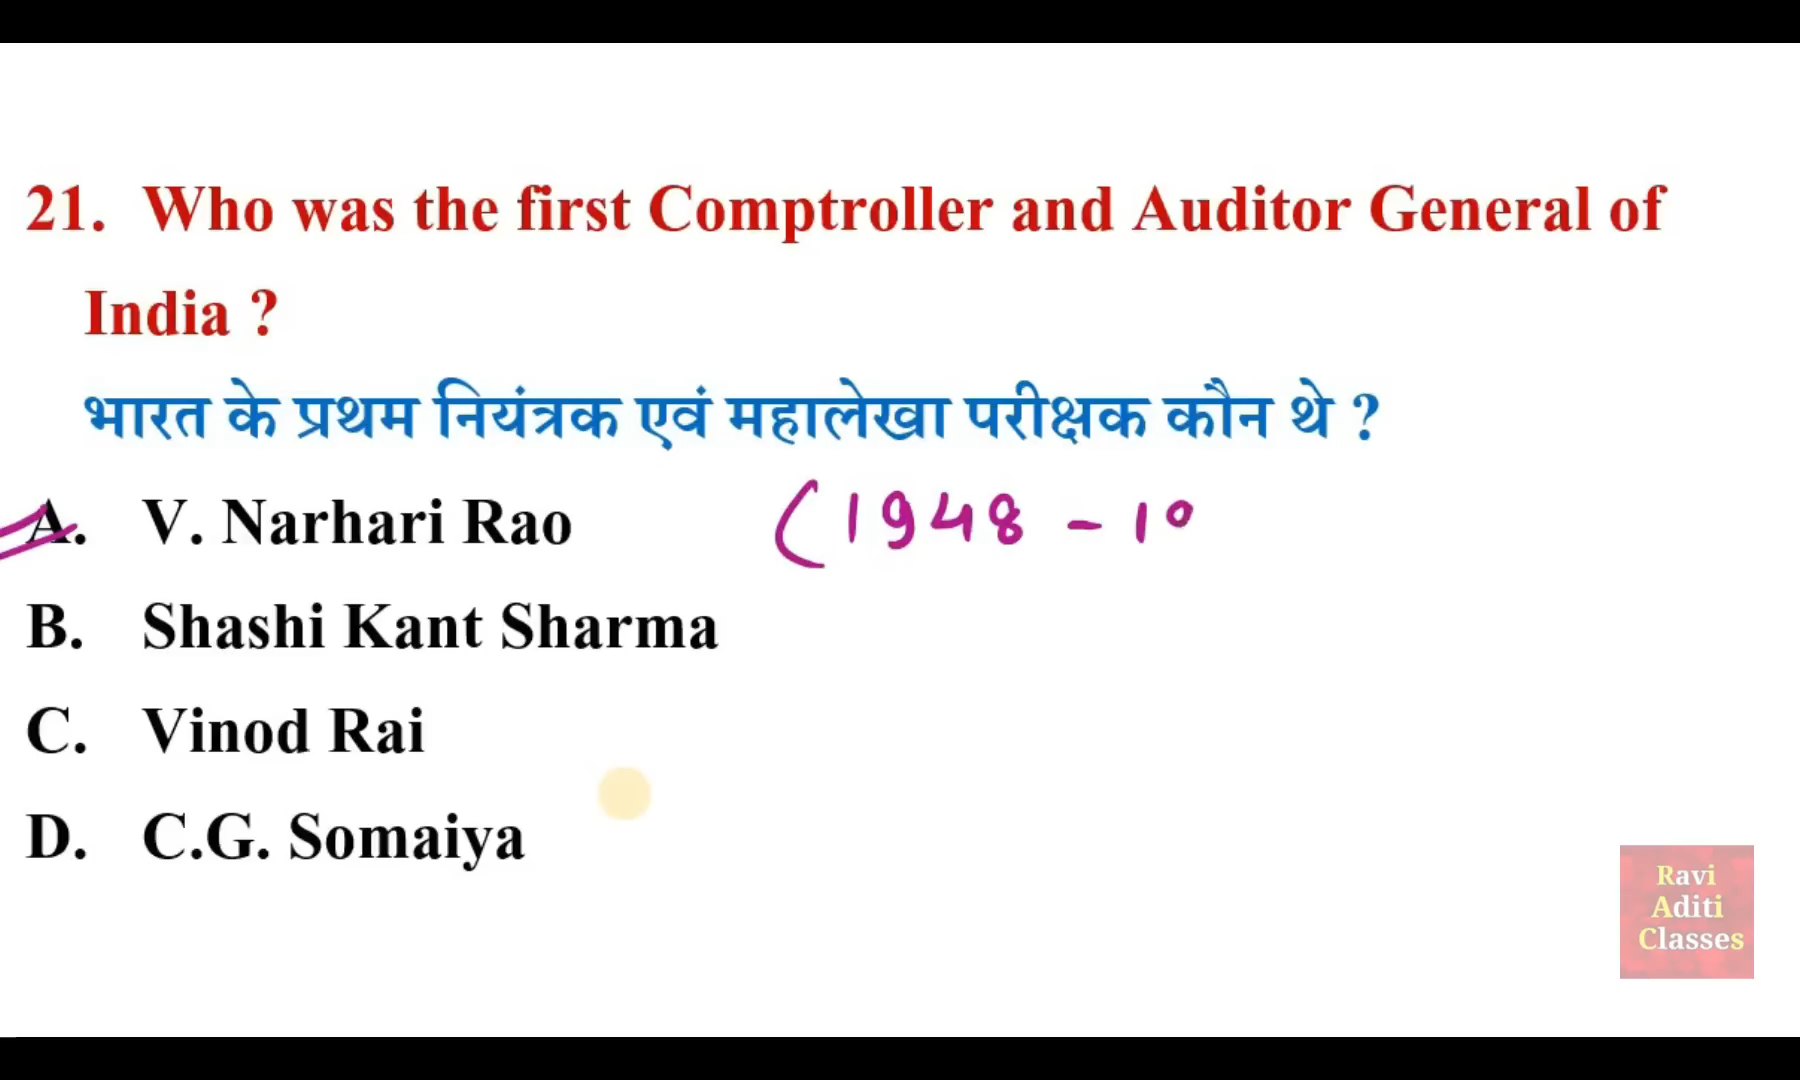 21. Who was the first Comptroller and Auditor General of
India ?
भारत के प्रथम नियंत्रक एवं महालेखा परीक्षक कौन थे ?
A. V. Narhari Rao (1948 - 10
B. Shashi Kant Sharma
C. Vinod Rai
D. C.G. Somaiya
Ravi
Aditi
Classes